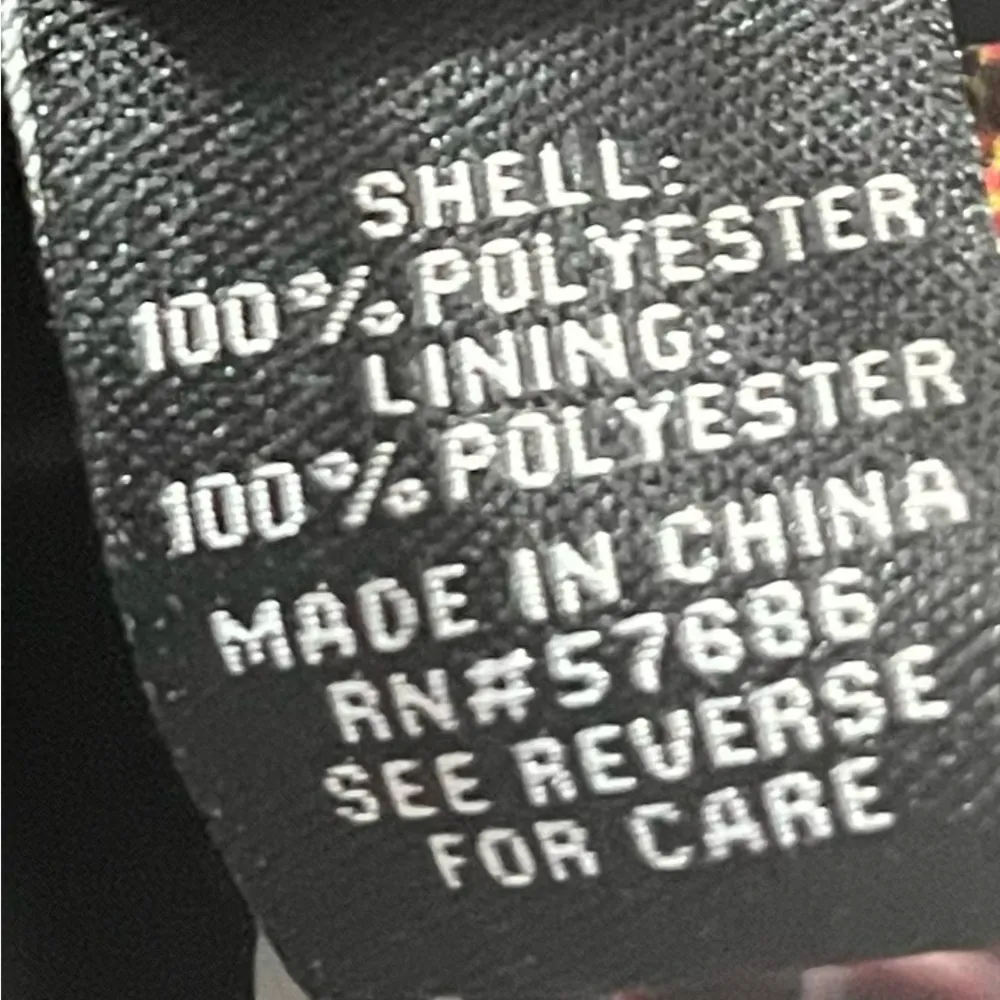 SHELL:
100% POLYESTER
LINING:
100% POLYESTER
MADE IN CHINA
RN#57686
SEE REVERSE
FOR CARE